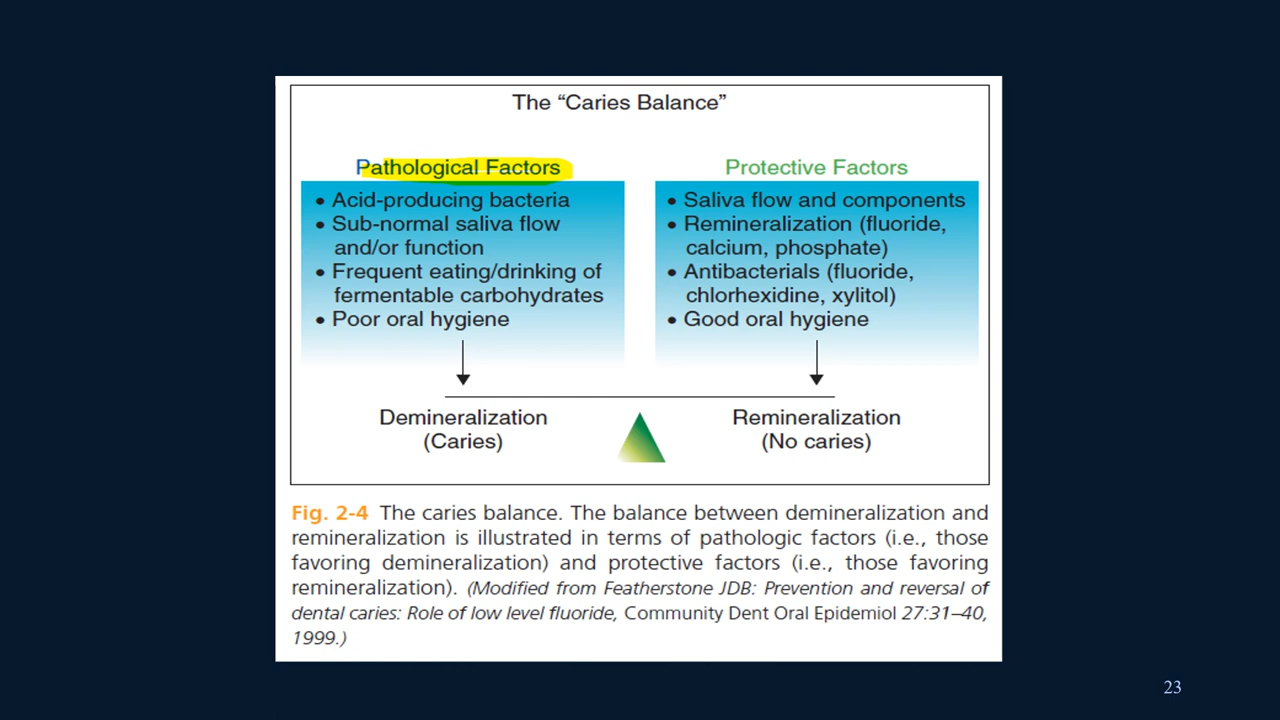 The “Caries Balance”
Pathological Factors
• Acid-producing bacteria
• Sub-normal saliva flow
and/or function
• Frequent eating/drinking of
fermentable carbohydrates
• Poor oral hygiene
Demineralization
(Caries)
Protective Factors
• Saliva flow and components
• Remineralization (fluoride,
calcium, phosphate)
• Antibacterials (fluoride,
chlorhexidine, xylitol)
• Good oral hygiene
Remineralization
(No caries)
Fig. 2-4 The caries balance. The balance between demineralization and
remineralization is illustrated in terms of pathologic factors (i.e., those
favoring demineralization) and protective factors (i.e., those favoring
remineralization). (Modified from Featherstone JDB: Prevention and reversal of
dental caries: Role of low level fluoride, Community Dent Oral Epidemiol 27:31–40,
1999.)
23